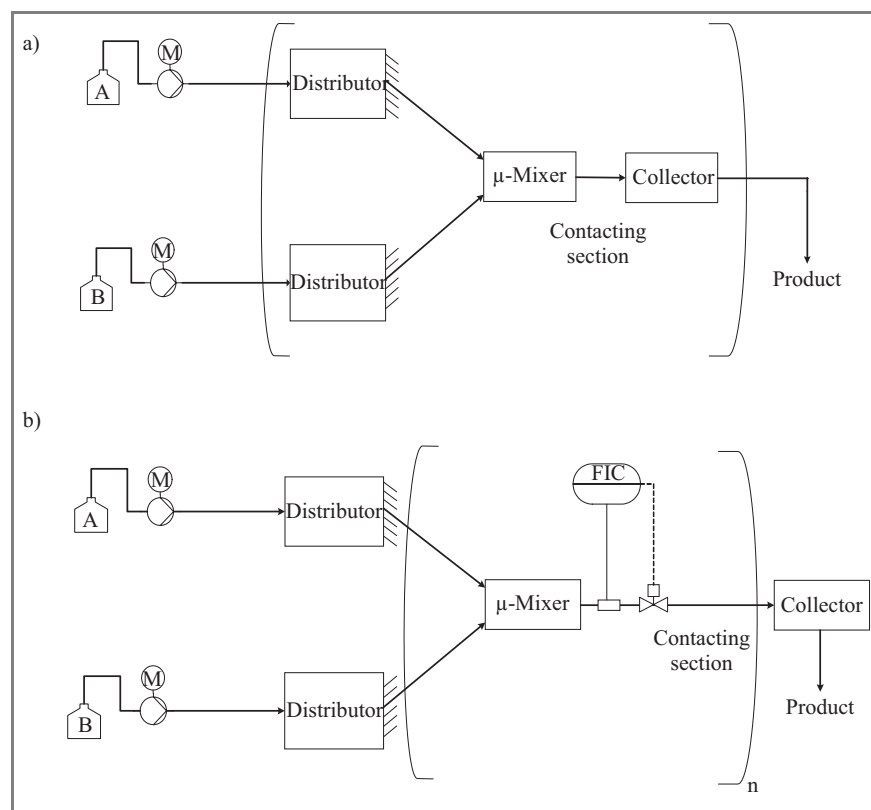 a)
M
A
Distributor
µ-Mixer
Collector
Contacting
section
M
B
Distributor
Product
b)
M
A
Distributor
FIC
µ-Mixer
Collector
Contacting
section
M
B
Distributor
Product
n